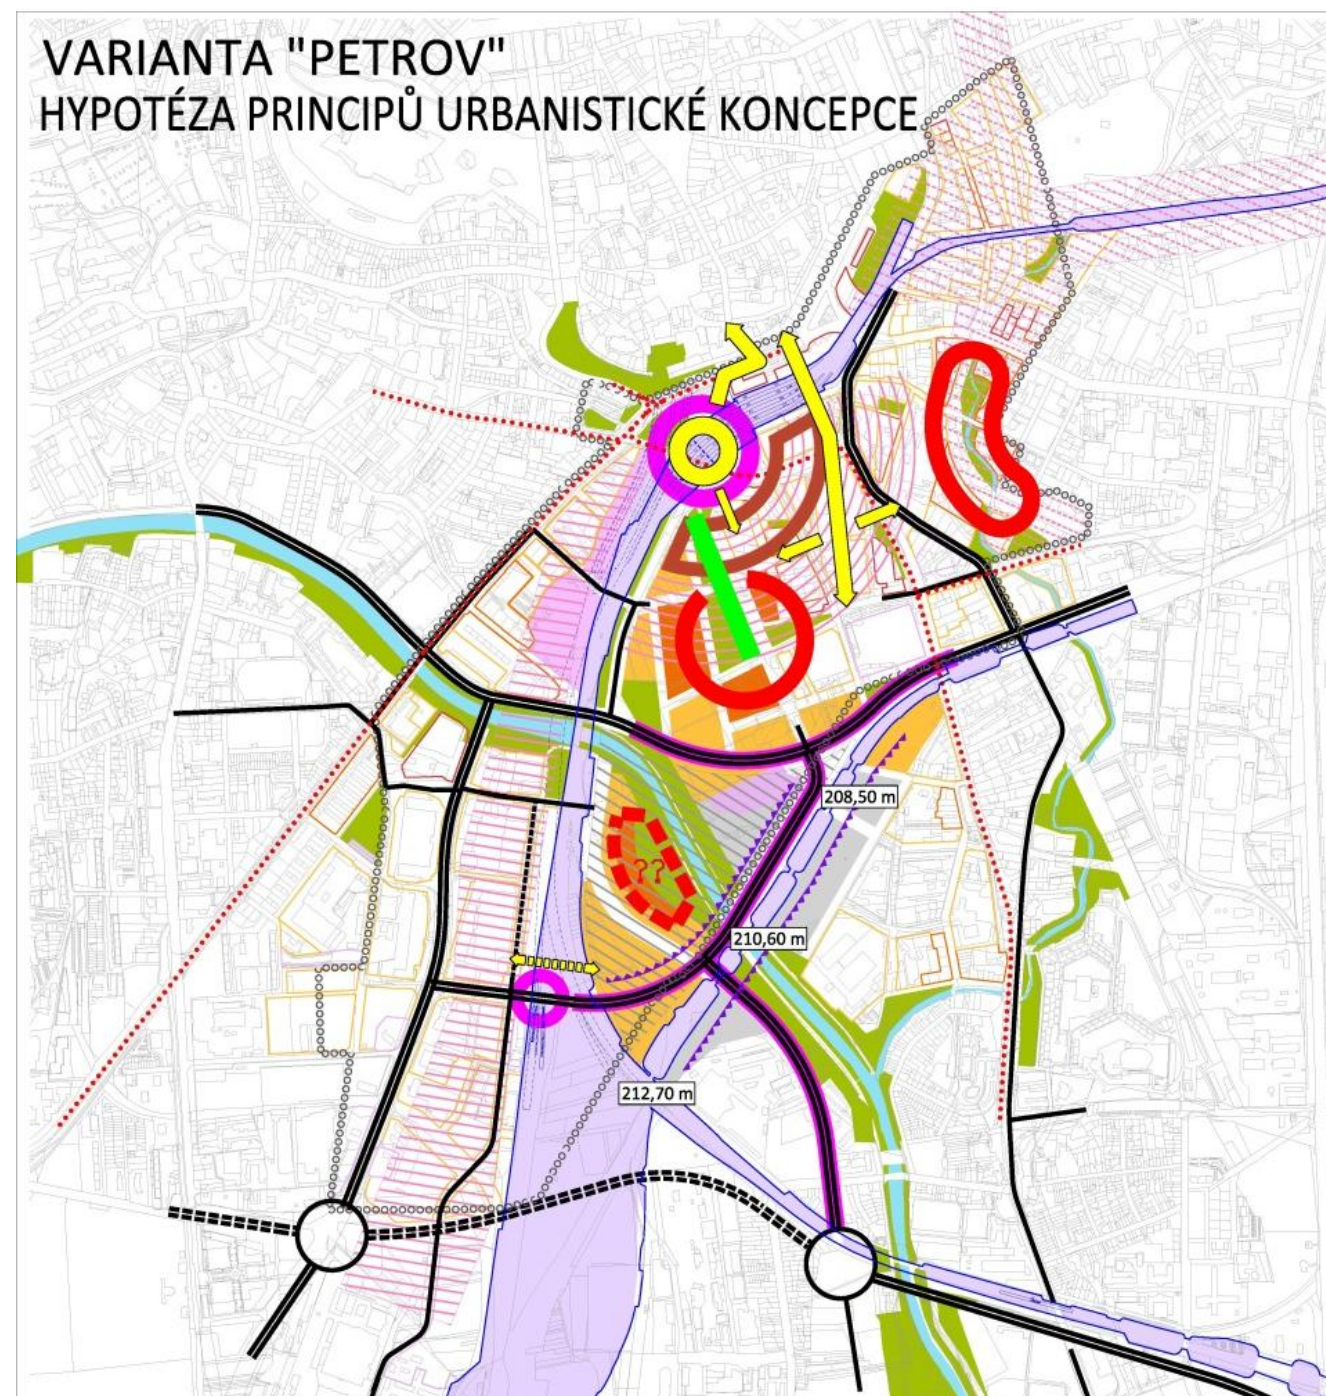 VARIANTA "PETROV"
HYPOTÉZA PRINCIPŮ URBANISTICKÉ KONCEPCE
208,50 m
??
210,60 m
212,70 m